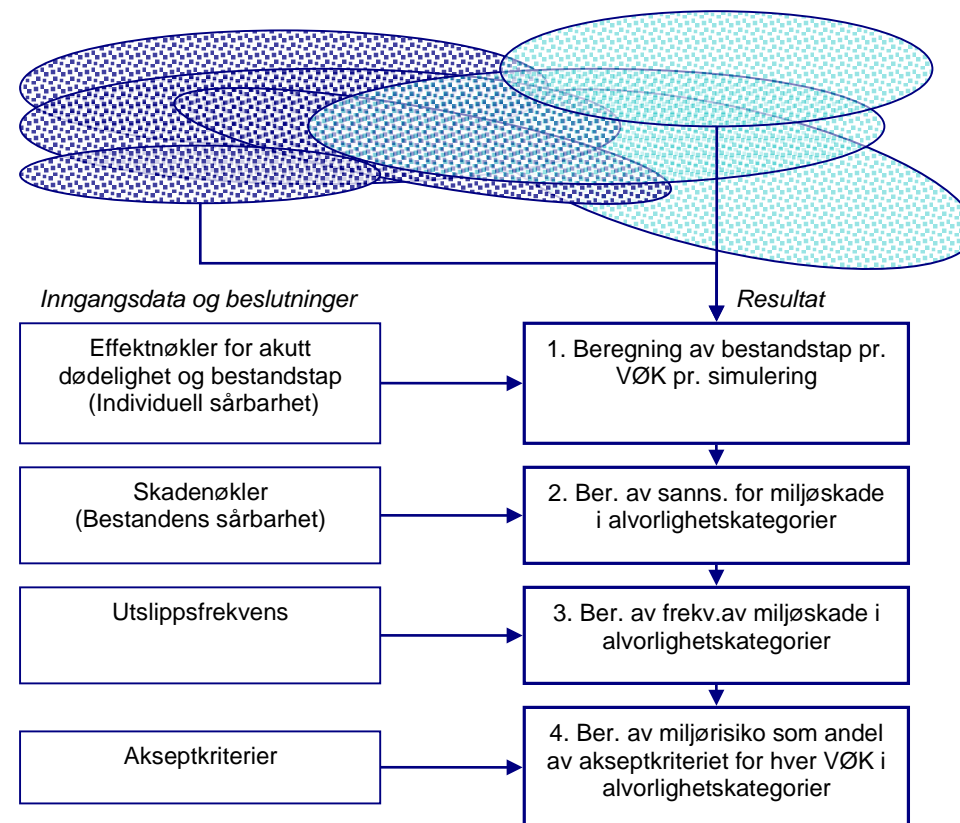 Inngangsdata og beslutninger
Resultat
Effektnøkler for akutt
dødelighet og bestandstap
(Individuell sårbarhet)
1. Beregning av bestandstap pr.
VØK pr. simulering
Skadenøkler
(Bestandens sårbarhet)
2. Ber. av sanns. for miljøskade
i alvorlighetskategorier
Utslippsfrekvens
3. Ber. av frekv.av miljøskade i
alvorlighetskategorier
Akseptkriterier
4. Ber. av miljørisiko som andel
av akseptkriteriet for hver VØK i
alvorlighetskategorier